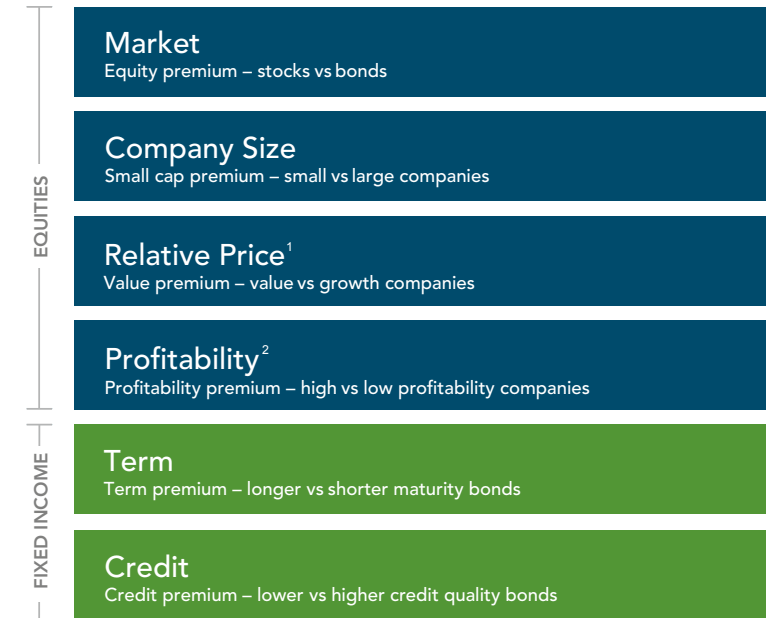 EQUITIES
Market
Equity premium – stocks vs bonds
Company Size
Small cap premium – small vs large companies
Relative Price¹
Value premium – value vs growth companies
Profitability²
Profitability premium – high vs low profitability companies
FIXED INCOME
Term
Term premium – longer vs shorter maturity bonds
Credit
Credit premium – lower vs higher credit quality bonds